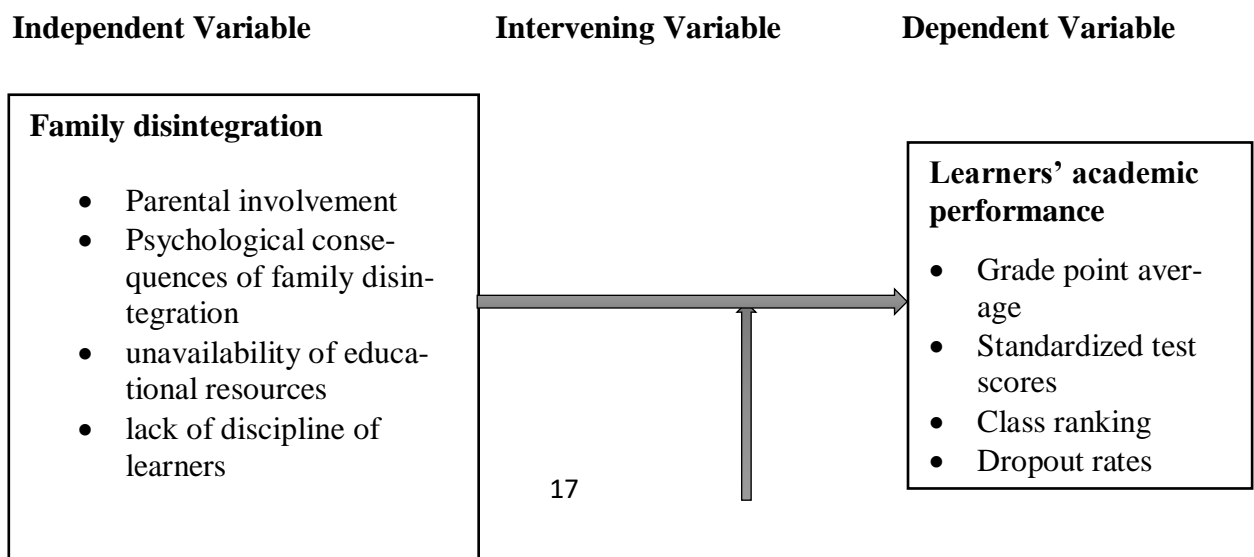 Independent Variable Intervening Variable Dependent Variable
Family disintegration
• Parental involvement
• Psychological conse-
quences of family disin-
tegration
• unavailability of educa-
tional resources
• lack of discipline of
learners
Learners’ academic
performance
• Grade point aver-
age
• Standardized test
scores
• Class ranking
• Dropout rates
17